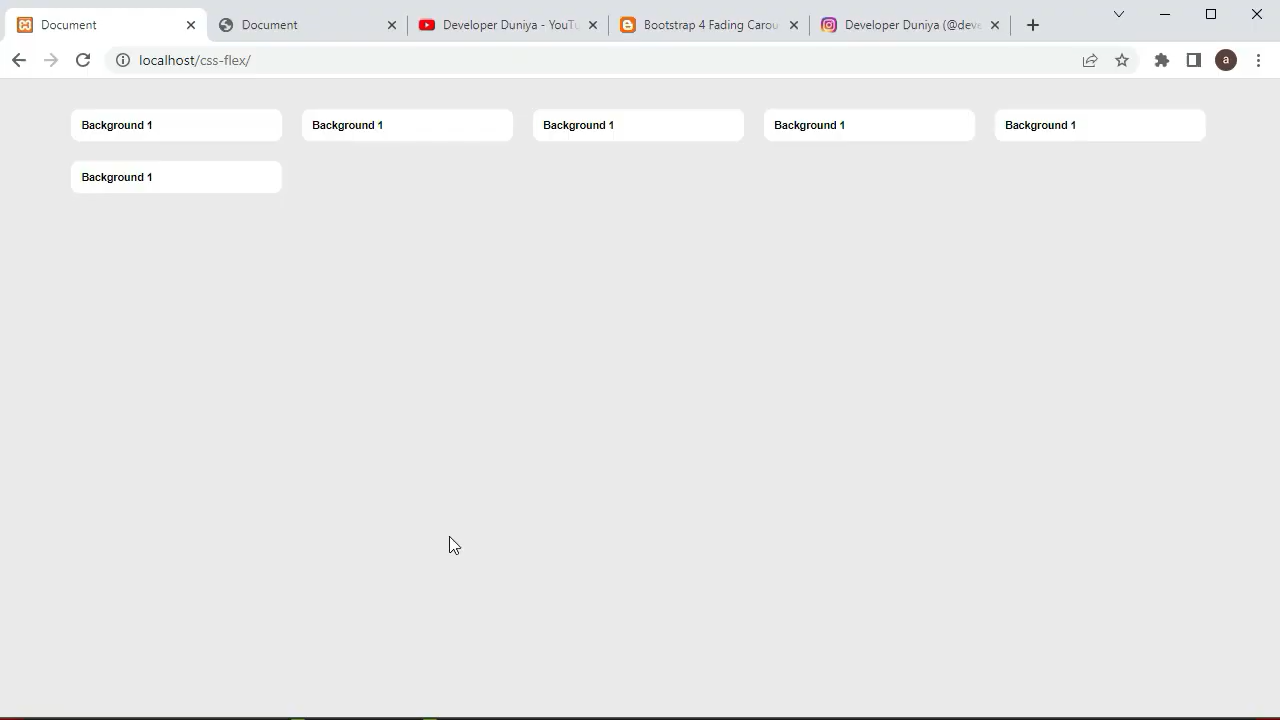 Document
Document
Developer Duniya - YouTu
Bootstrap 4 Fading Carou
Developer Duniya (@deve
localhost/css-flex/
a
Background 1 Background 1 Background 1 Background 1 Background 1
Background 1